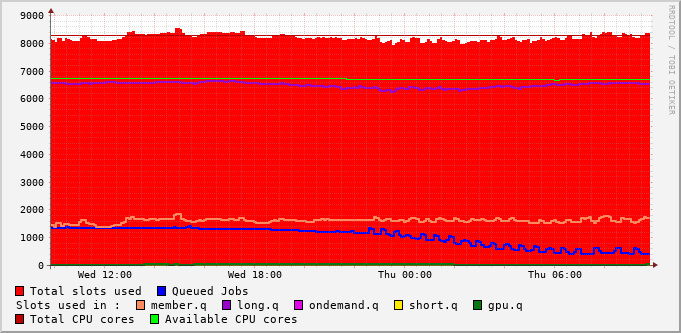 9000
8000
7000
6000
5000
4000
3000
2000
1000
0
Wed 12:00 Wed 18:00 Thu 00:00 Thu 06:00
Total slots used Queued Jobs
Slots used in : member.q long.q ondemand.q short.q gpu.q
Total CPU cores Available CPU cores
RRDTOOL / TOBI OETIKER